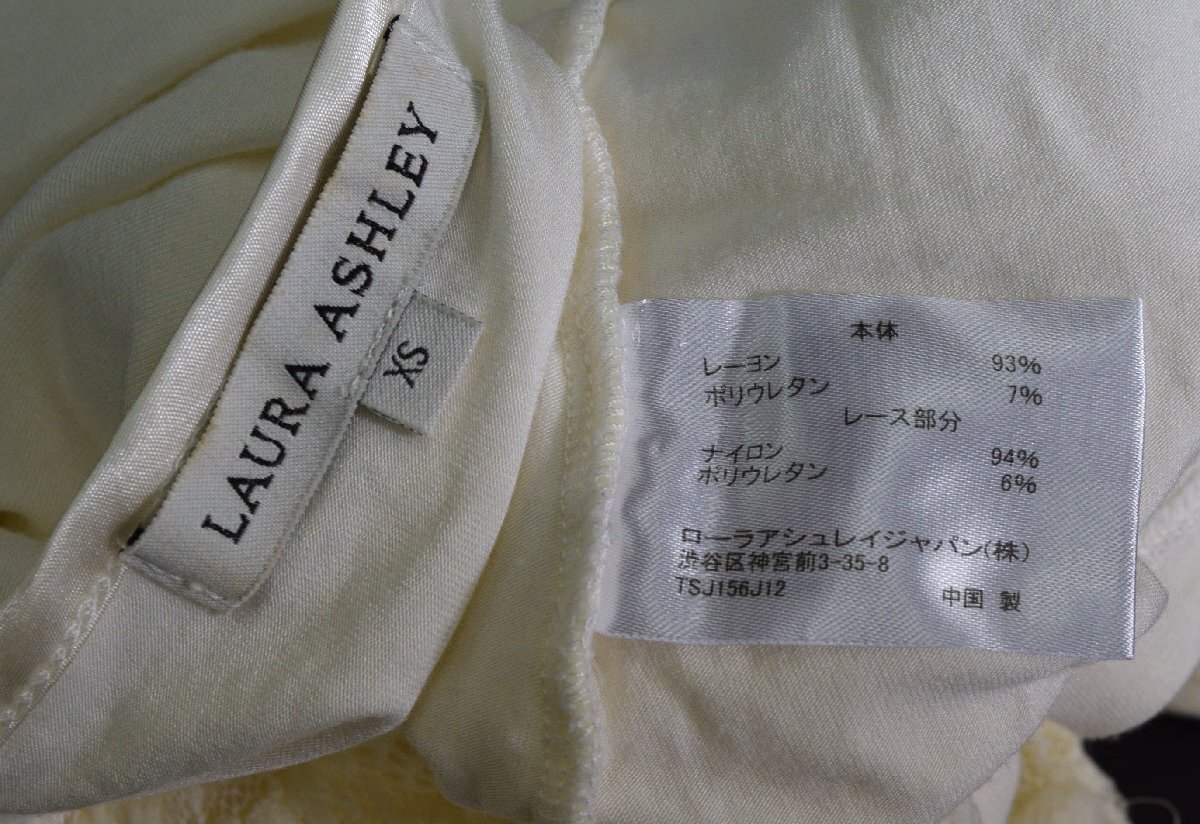 LAURA ASHLEY
XS
本体
レーヨン 93%
ポリウレタン 7%
レース部分
ナイロン 94%
ポリウレタン 6%
ローラアシュレイジャパン(株)
渋谷区神宮前3-35-8
TSJ156J12 中国 製